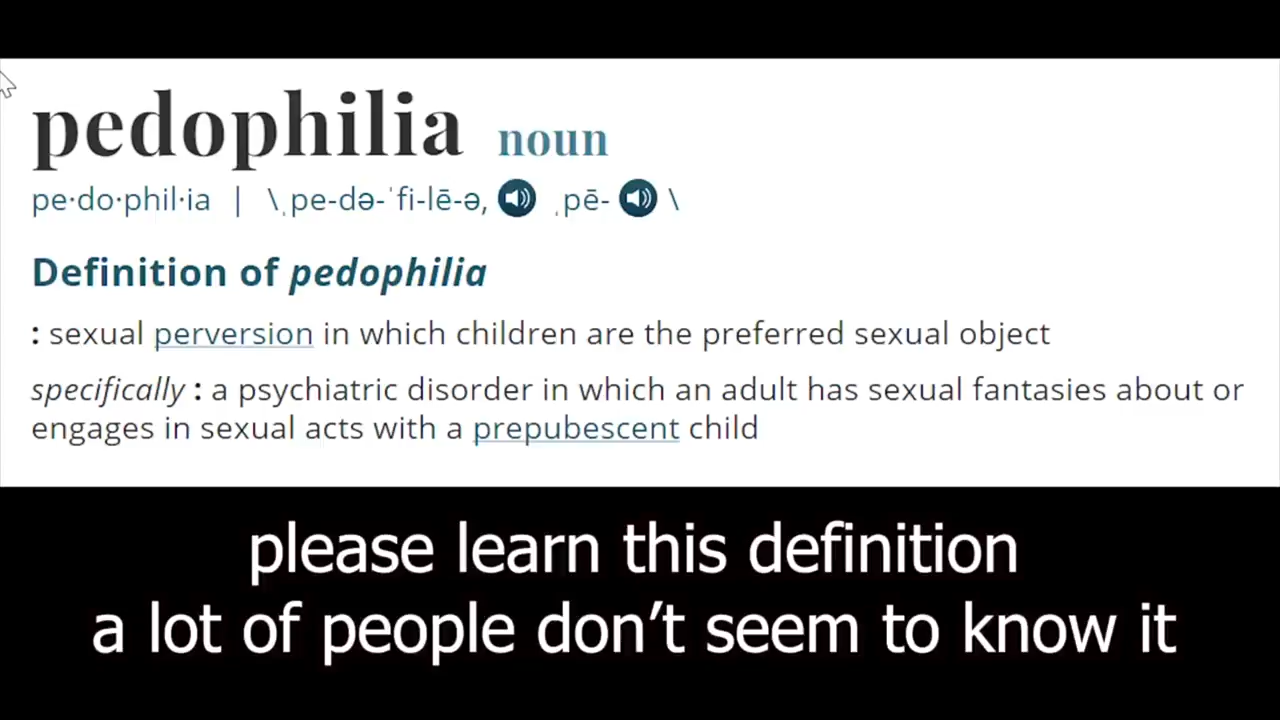 pedophilia noun
pe·do·phil·ia | \ ˌpe-də-ˈfi-lē-ə, ˌpē- \
Definition of pedophilia
: sexual perversion in which children are the preferred sexual object
specifically : a psychiatric disorder in which an adult has sexual fantasies about or
engages in sexual acts with a prepubescent child
please learn this definition
a lot of people don’t seem to know it